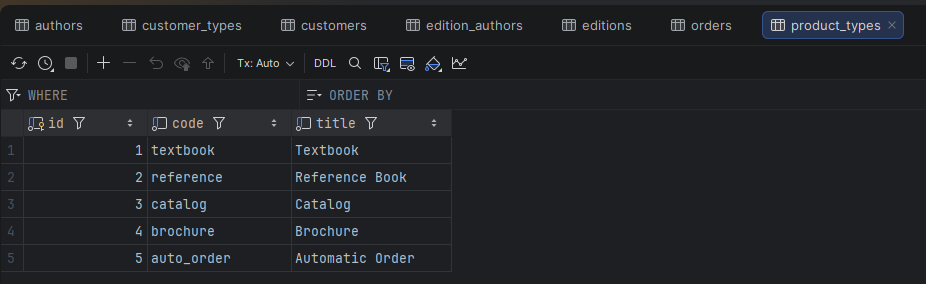 authors customer_types customers edition_authors editions orders product_types
Tx: Auto DDL
WHERE ORDER BY
id code title
1 1 textbook Textbook
2 2 reference Reference Book
3 3 catalog Catalog
4 4 brochure Brochure
5 5 auto_order Automatic Order